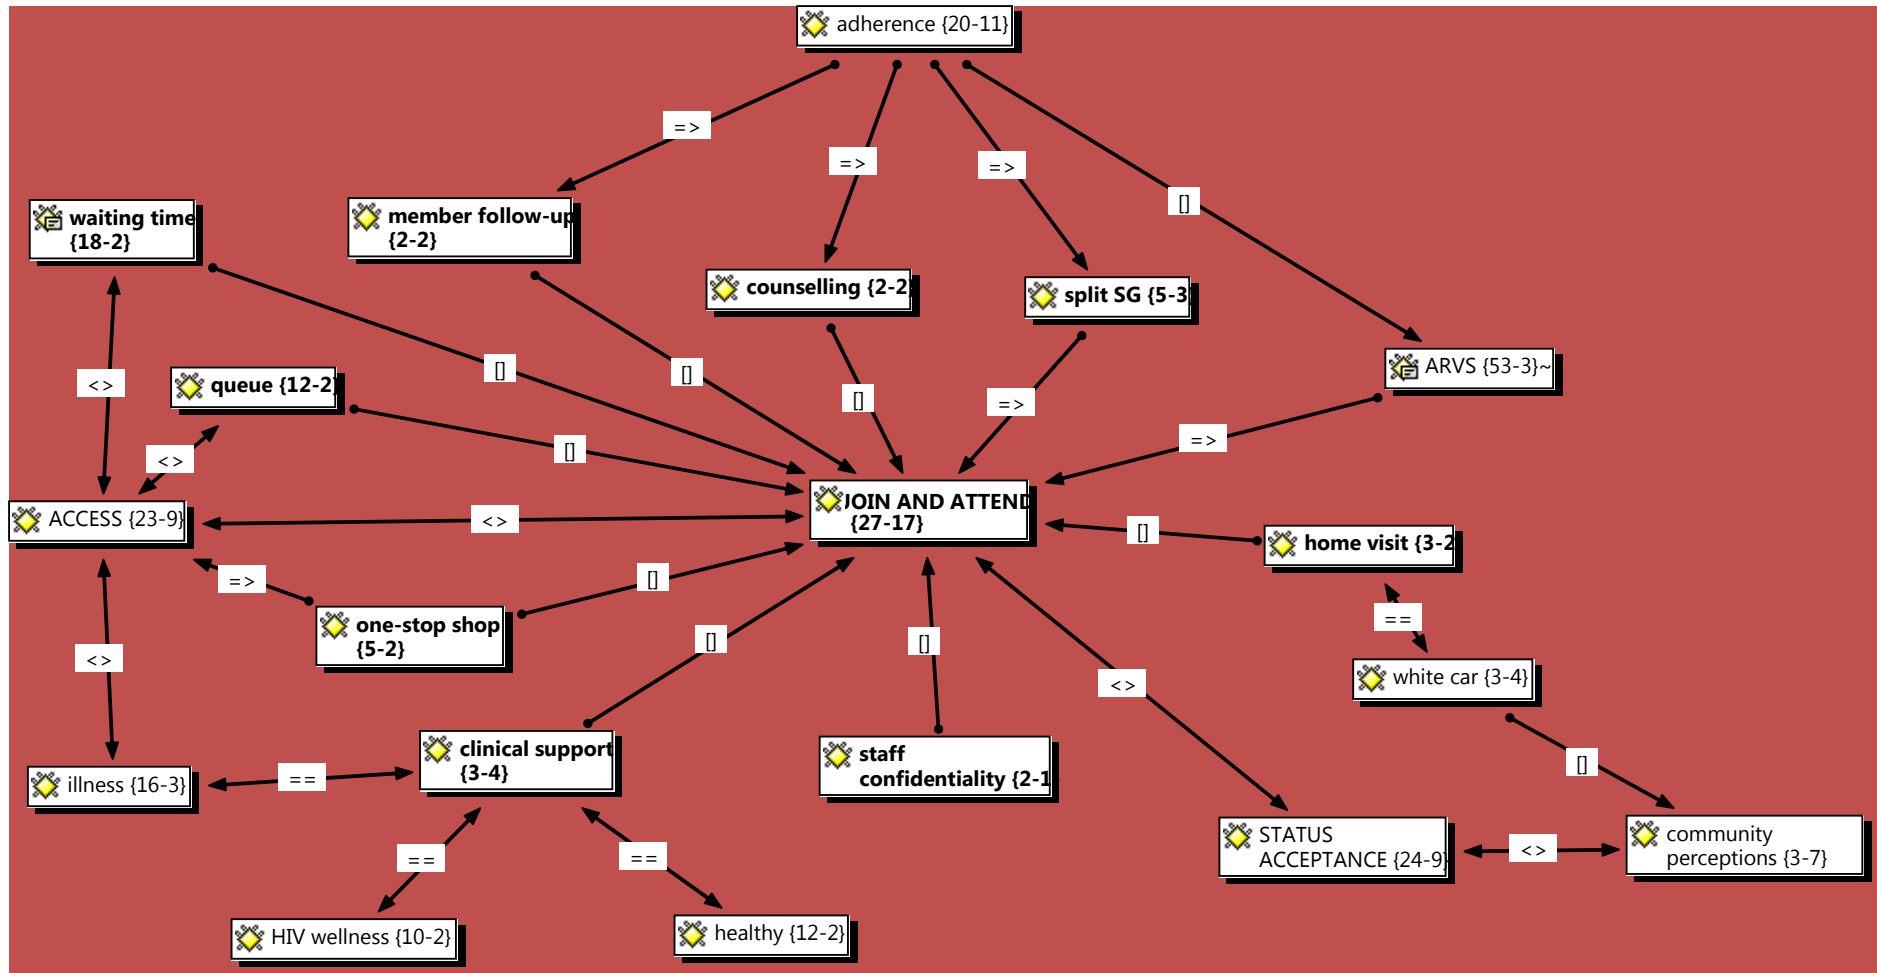 adherence {20-11}
=>
=>
=>
[]
waiting time
{18-2}
member follow-up
{2-2}
counselling {2-2
split SG {5-3
ARVS {53-3}~
<>
[]
[]
[]
=>
=>
queue {12-2
<>
[]
ACCESS {23-9}
<>
JOIN AND ATTEND
{27-17}
[]
home visit {3-2
=>
[]
one-stop shop
{5-2}
==
<>
[]
[]
<>
white car {3-4}
clinical support
{3-4}
staff
confidentiality {2-1
[]
illness {16-3}
==
STATUS
ACCEPTANCE {24-9}
<>
community
perceptions {3-7}
==
==
HIV wellness {10-2}
healthy {12-2}